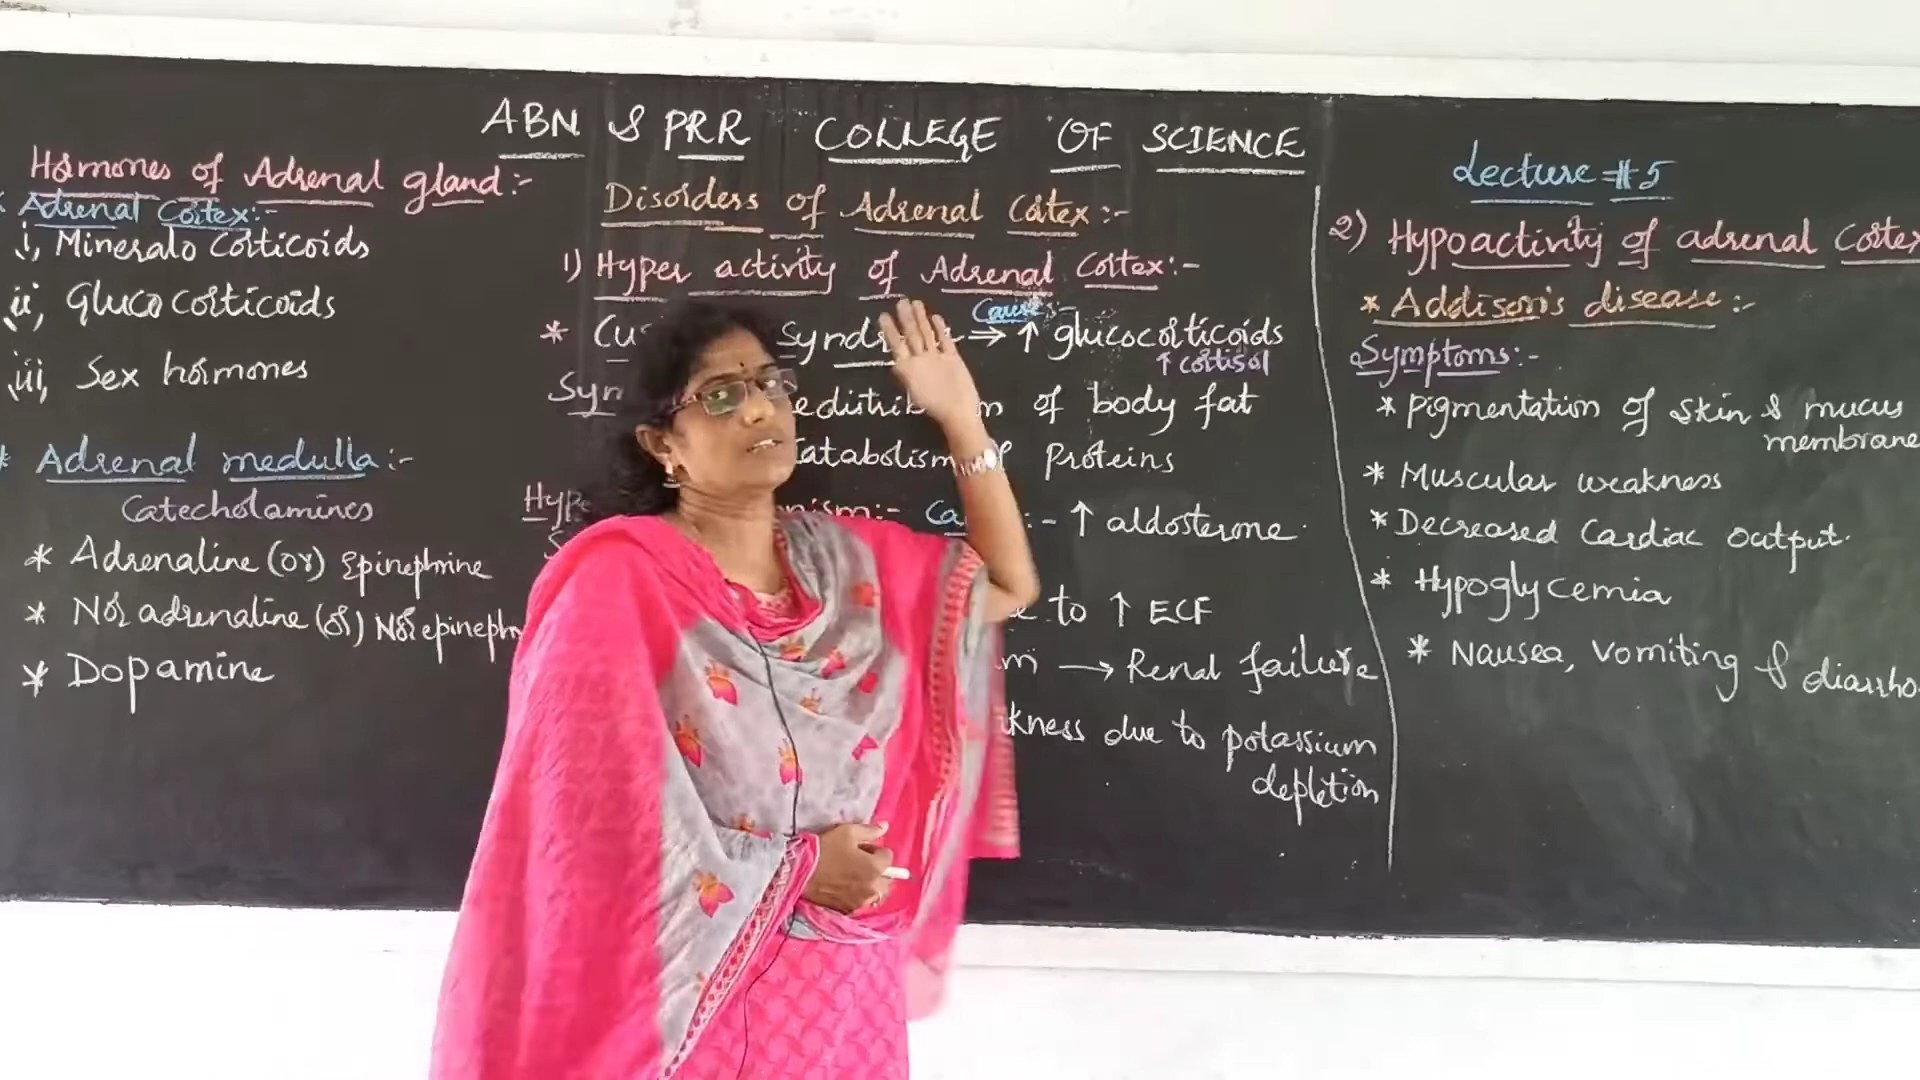 ABN & PRR COLLEGE OF SCIENCE
Hormones of Adrenal gland:-
Adrenal Cortex:-
i, Mineralo Corticoids
ii, Gluco corticoids
iii, Sex hormones
* Adrenal medulla:-
Catecholamines
* Adrenaline (or) Epinephrine
* Nor adrenaline (or) Norepineph
* Dopamine
Disorders of Adrenal Cortex:-
1) Hyper activity of Adrenal Cortex:-
Cause:-
* Syndr → ↑ glucocorticoids
↑ cortisol
of body fat
Catabolism of Proteins
:- ↑ aldosterone
to ↑ ECF
→ Renal failure
due to potassium
depletion
Lecture #5
2) Hypoactivity of adrenal Cortex
* Addison's disease:-
Symptoms:-
* Pigmentation of skin & mucus
membrane
* Muscular weakness
* Decreased Cardiac output.
* Hypoglycemia
* Nausea, vomiting & diarrho